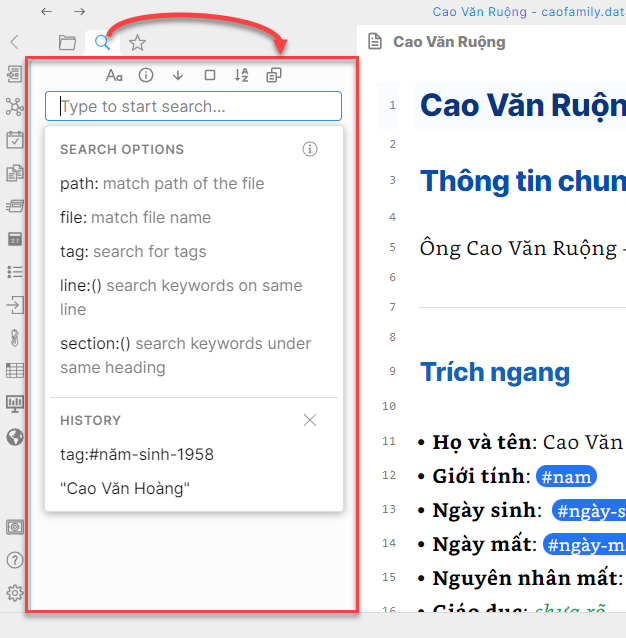 Cao Văn Ruộng - caofamily.dat
Cao Văn Ruộng
Aa
Type to start search...
SEARCH OPTIONS
path: match path of the file
file: match file name
tag: search for tags
line:() search keywords on same
line
section:() search keywords under
same heading
HISTORY
tag:#năm-sinh-1958
"Cao Văn Hoàng"
27
1 Cao Văn Ruộn
2
3 Thông tin chun
4
5 Ông Cao Văn Ruộng -
6
7
8
9 Trích ngang
10
11 • Họ và tên: Cao Văn
12 • Giới tính: #nam
13 • Ngày sinh: #ngày-s
14 • Ngày mất: #ngày-m
15 • Nguyên nhân mất:
16 • Giáo dục: chưa rõ